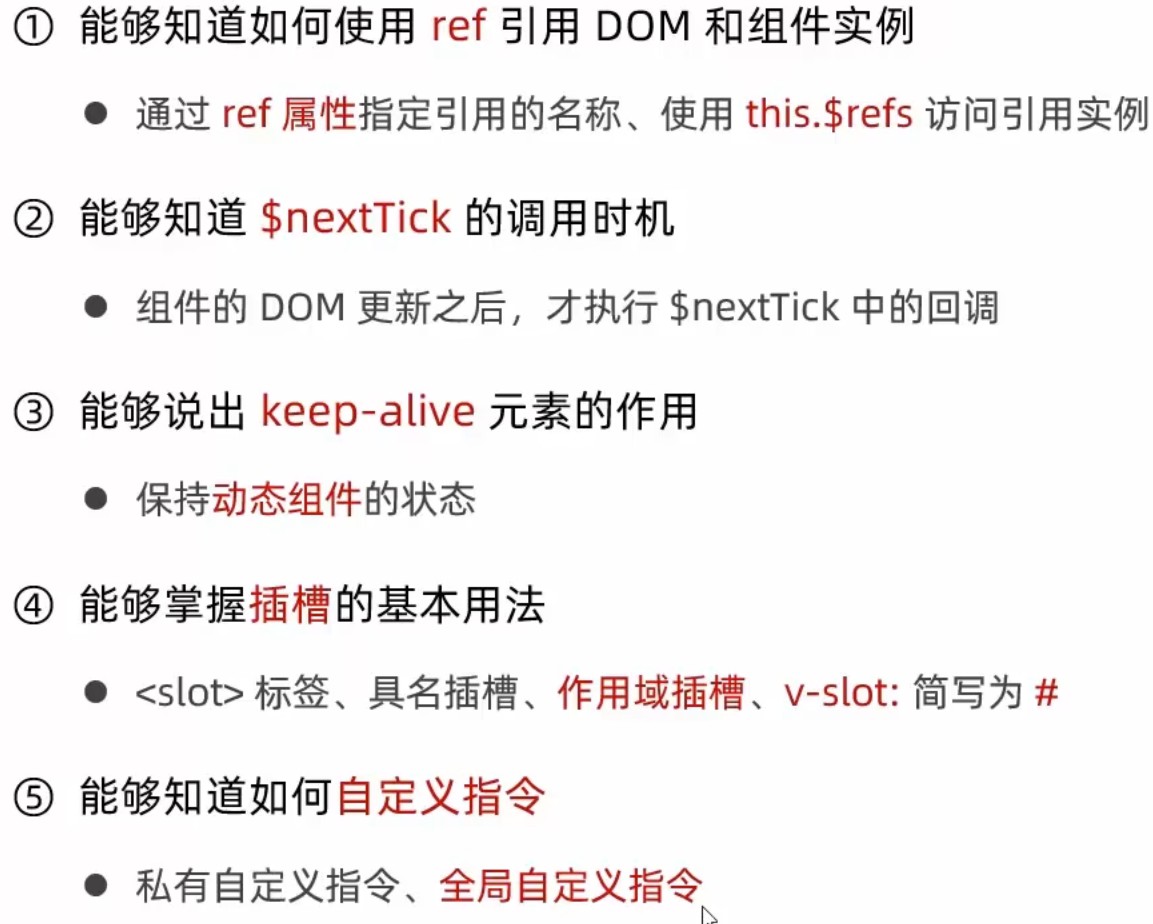 ① 能够知道如何使用 ref 引用 DOM 和组件实例
● 通过 ref 属性指定引用的名称、使用 this.$refs 访问引用实例
② 能够知道 $nextTick 的调用时机
● 组件的 DOM 更新之后，才执行 $nextTick 中的回调
③ 能够说出 keep-alive 元素的作用
● 保持动态组件的状态
④ 能够掌握插槽的基本用法
● <slot> 标签、具名插槽、作用域插槽、v-slot: 简写为 #
⑤ 能够知道如何自定义指令
● 私有自定义指令、全局自定义指令